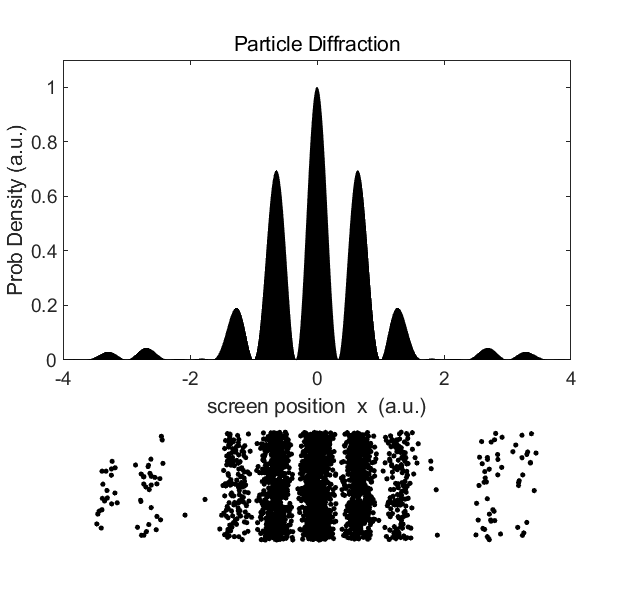 Particle Diffraction
Prob Density (a.u.)
1
0.8
0.6
0.4
0.2
0
-4 -2 0 2 4
screen position x (a.u.)